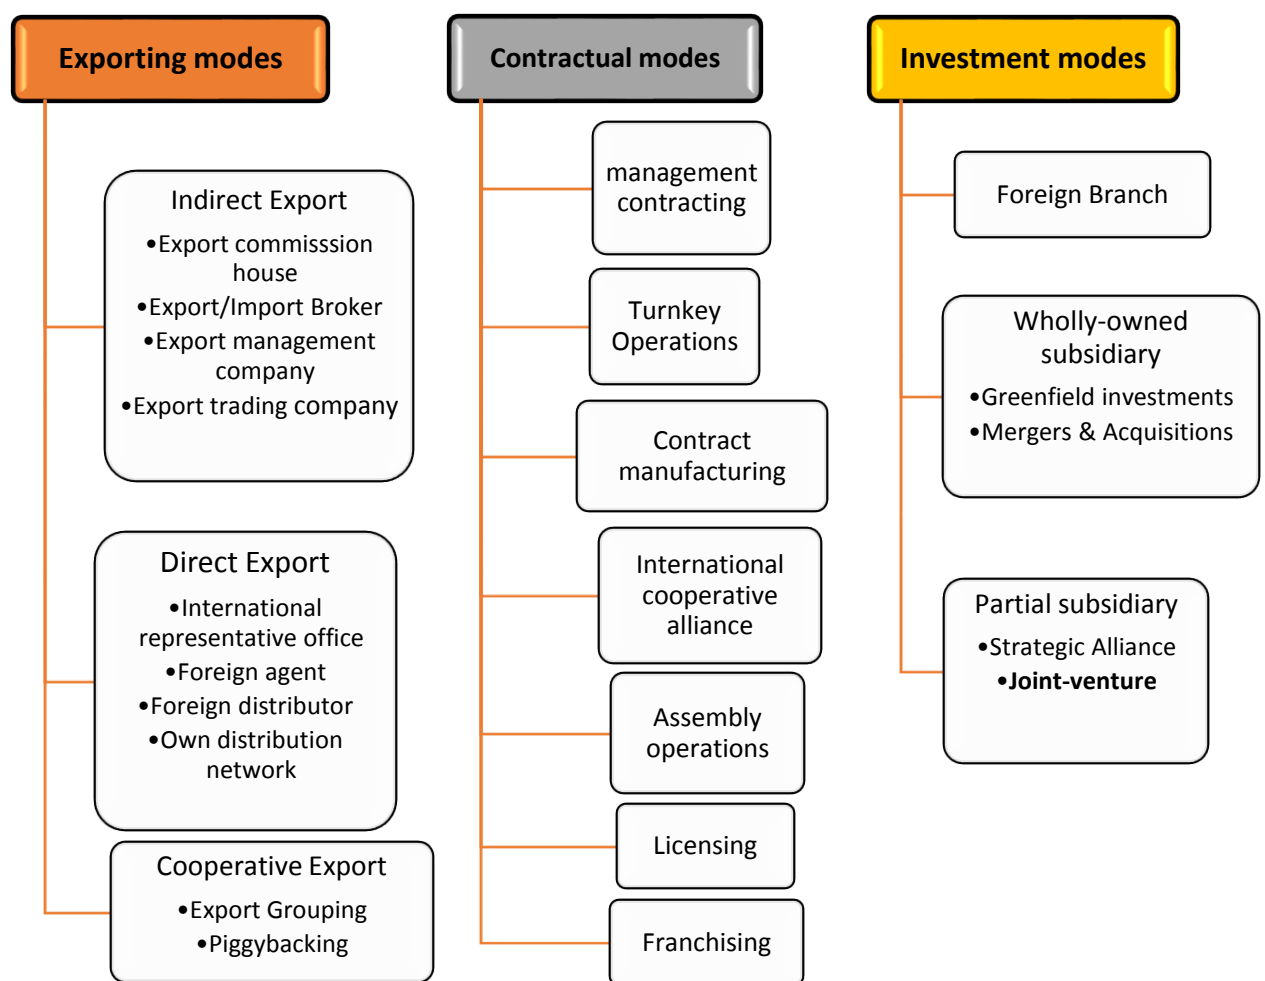 Exporting modes
Indirect Export
•Export commisssion
house
•Export/Import Broker
•Export management
company
•Export trading company
Direct Export
•International
representative office
•Foreign agent
•Foreign distributor
•Own distribution
network
Cooperative Export
•Export Grouping
•Piggybacking
Contractual modes
management
contracting
Turnkey
Operations
Contract
manufacturing
International
cooperative
alliance
Assembly
operations
Licensing
Franchising
Investment modes
Foreign Branch
Wholly-owned
subsidiary
•Greenfield investments
•Mergers & Acquisitions
Partial subsidiary
•Strategic Alliance
•Joint-venture